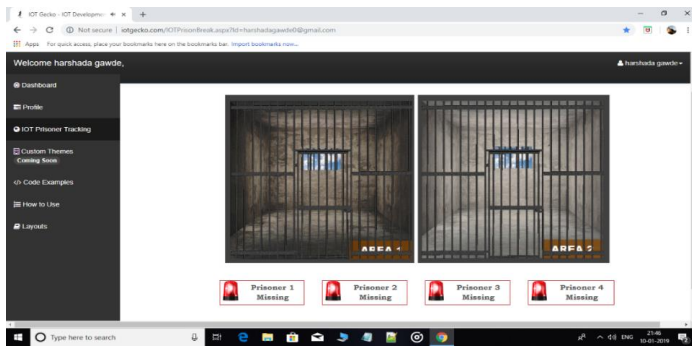 IOT Gecko - IOT Developme
Not secure | iotgecko.com/IOTPrisonBreak.aspx?Id=harshadagawde0@gmail.com
Apps For quick access, place your bookmarks here on the bookmarks bar. Import bookmarks now...
Welcome harshada gawde,
harshada gawde
Dashboard
Profile
IOT Prisoner Tracking
Custom Themes
Coming Soon
Code Examples
How to Use
Layouts
AREA 1
AREA 2
Prisoner 1
Missing
Prisoner 2
Missing
Prisoner 3
Missing
Prisoner 4
Missing
Type here to search
ENG
21:46
10-01-2019